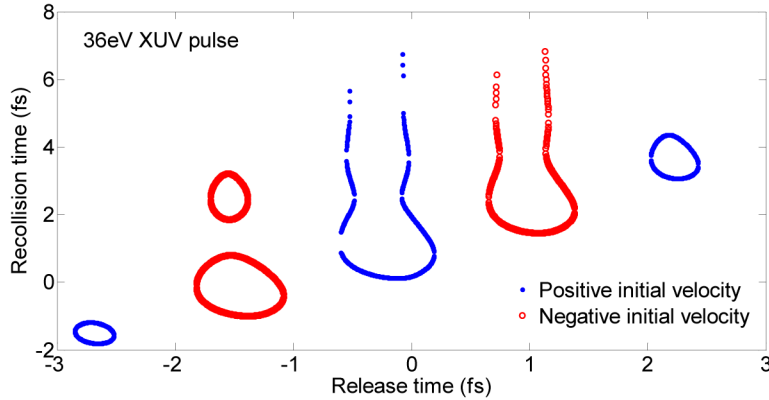 36eV XUV pulse
Recollision time (fs)
8
6
4
2
0
-2
Positive initial velocity
Negative initial velocity
-3 -2 -1 0 1 2 3
Release time (fs)